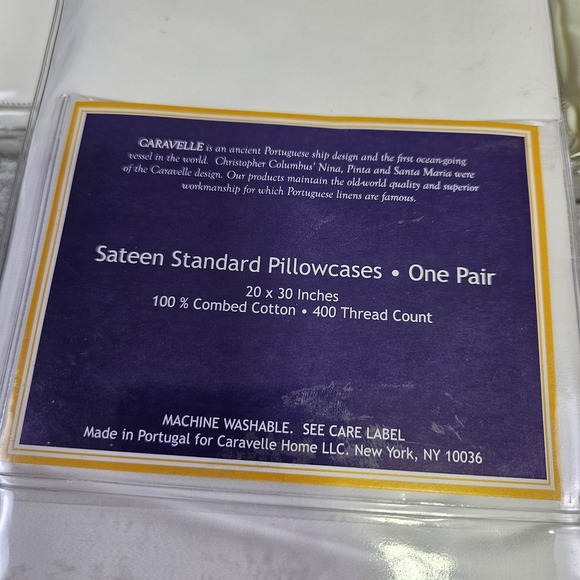 CARAVELLE is an ancient Portuguese ship design and the first ocean-going
vessel in the world. Christopher Columbus' Nina, Pinta and Santa Maria were
of the Caravelle design. Our products maintain the old-world quality and superior
workmanship for which Portuguese linens are famous.
Sateen Standard Pillowcases • One Pair
20 x 30 Inches
100 % Combed Cotton • 400 Thread Count
MACHINE WASHABLE. SEE CARE LABEL
Made in Portugal for Caravelle Home LLC. New York, NY 10036